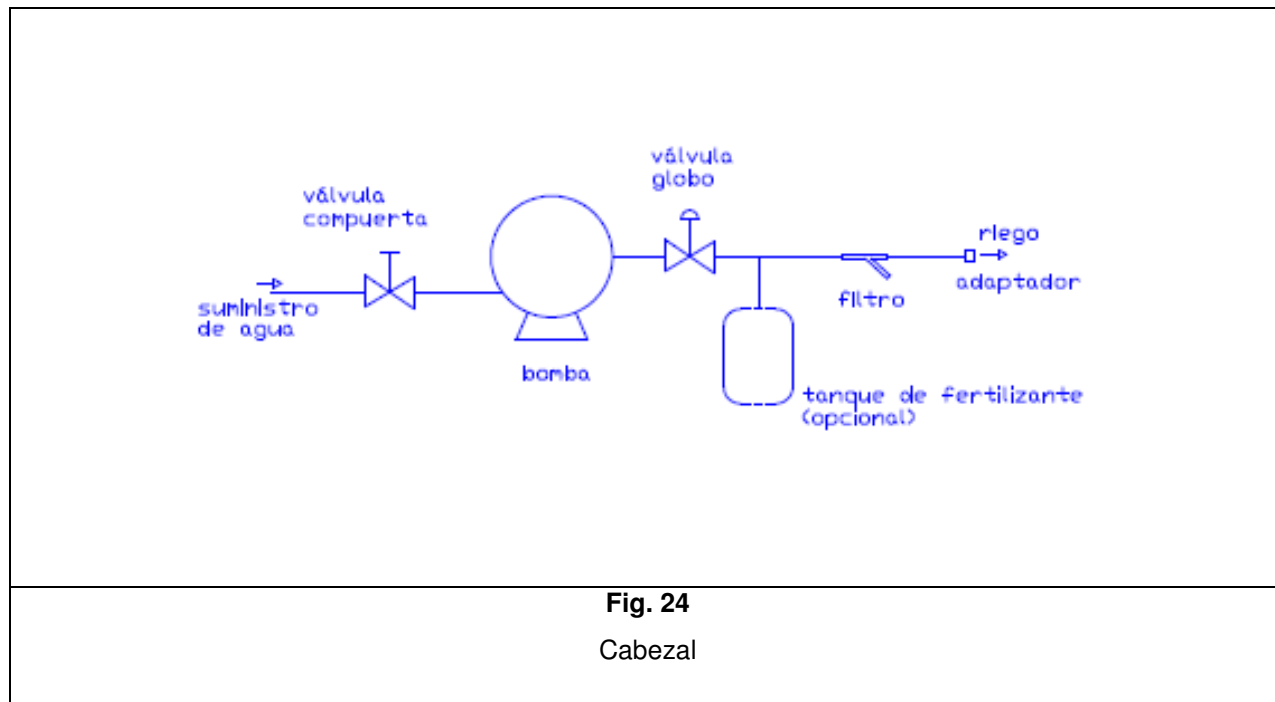 válvula
globo
válvula
compuerta
riego
adaptador
suministro
de agua
filtro
bomba
tanque de fertilizante
(opcional)
Fig. 24
Cabezal